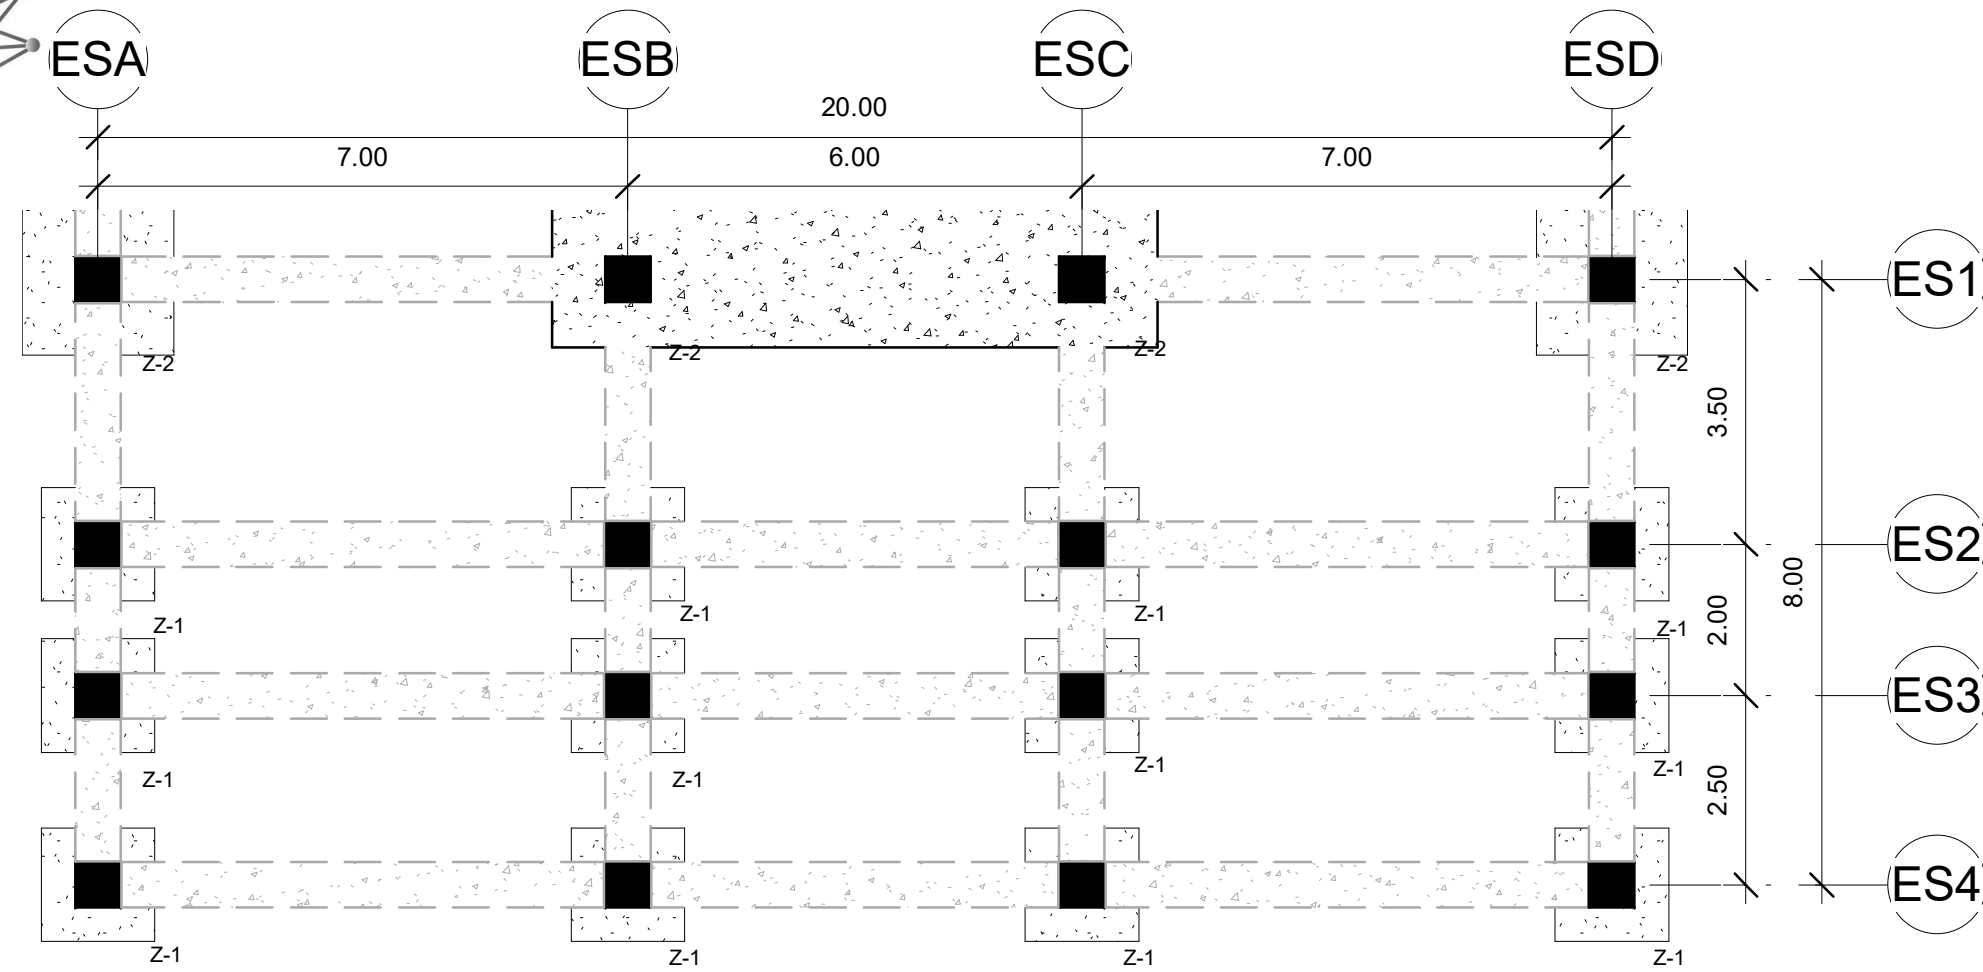 ESA ESB ESC ESD
20.00
7.00 6.00 7.00
ES1
Z-2 Z-2 Z-2 Z-2
3.50
ES2
8.00
Z-1 Z-1 Z-1 Z-1
2.00
ES3
Z-1 Z-1 Z-1 Z-1
2.50
ES4
Z-1 Z-1 Z-1 Z-1